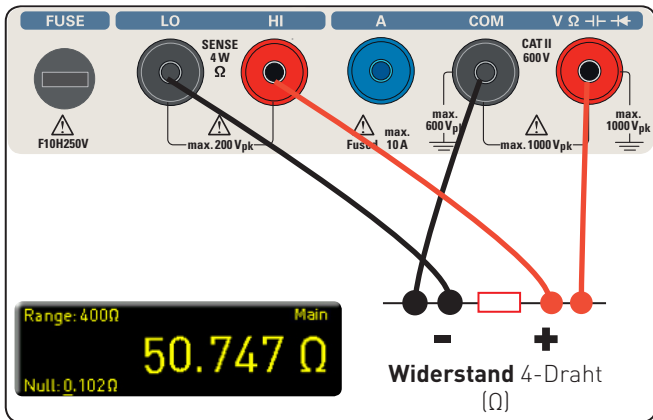 FUSE
LO
HI
A
COM
V Ω ⊣⊢
SENSE
4 W
Ω
CAT II
600 V
F10H250V
max. 200 Vpk
Fused
max.
10 A
max.
600 Vpk
max. 1000 Vpk
max.
1000 Vpk
Range: 400Ω
Main
50.747 Ω
Null: 0.102Ω
- +
Widerstand 4-Draht
(Ω)